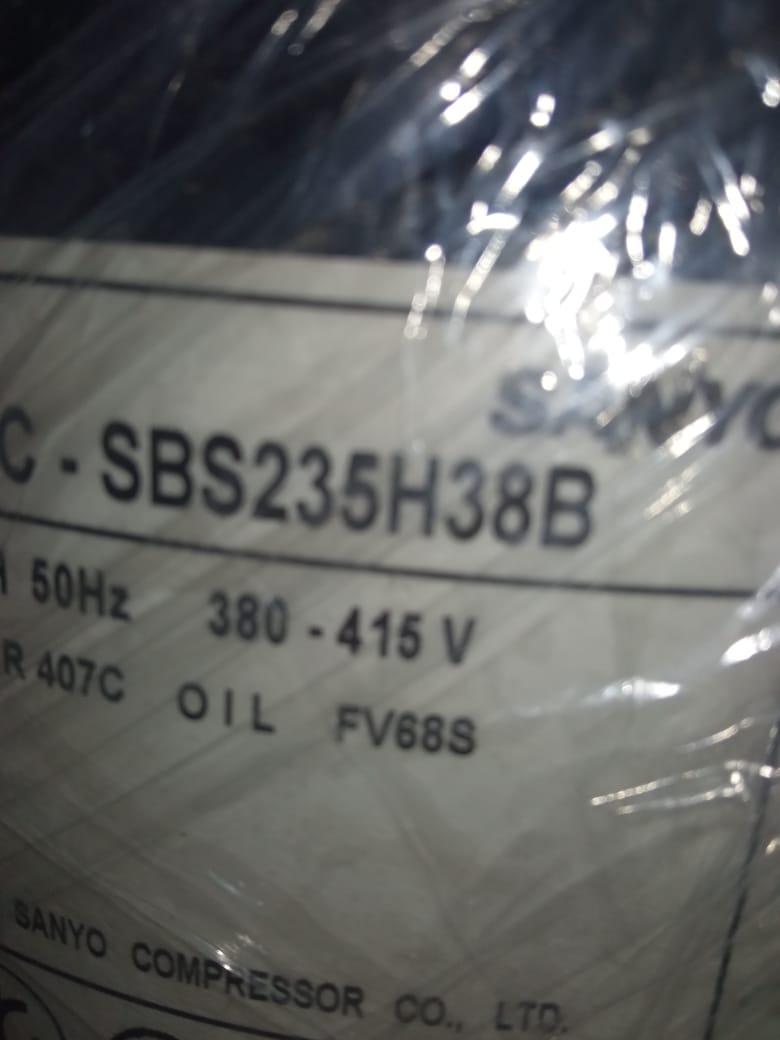 SANYO
C - SBS235H38B
50Hz 380 - 415 V
R 407C OIL FV68S
SANYO COMPRESSOR CO., LTD.